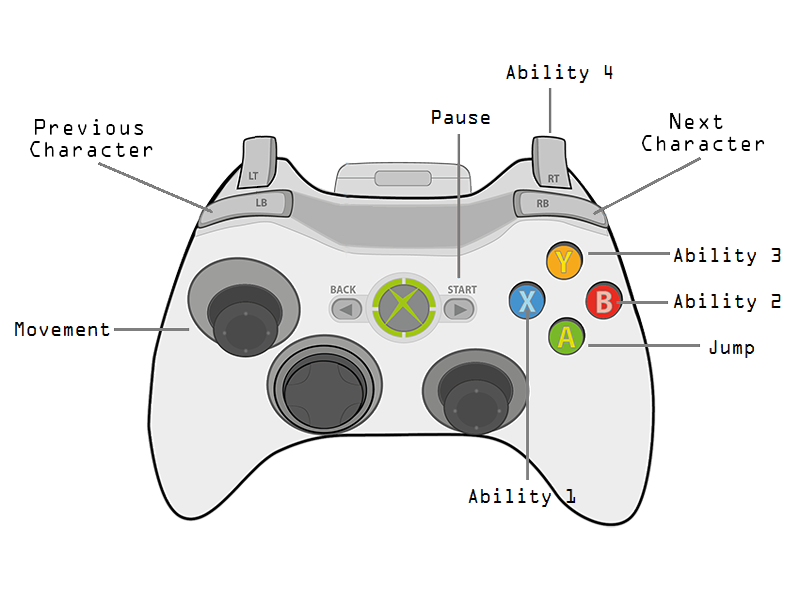 Ability 4
Pause
Previous
Character
Next
Character
LT
RT
LB
RB
Y
Ability 3
BACK
START
X
B
Ability 2
Movement
A
Jump
Ability 1